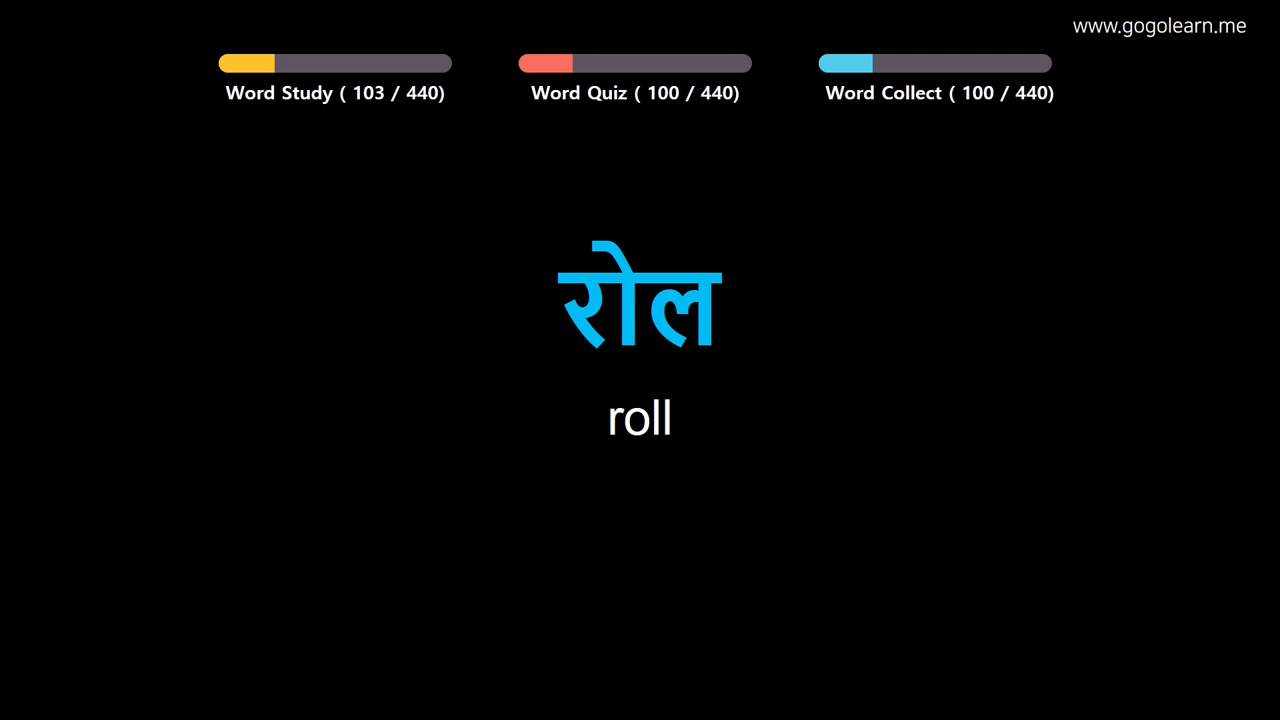 www.gogolearn.me
Word Study ( 103 / 440)
Word Quiz ( 100 / 440)
Word Collect ( 100 / 440)
रोल
roll